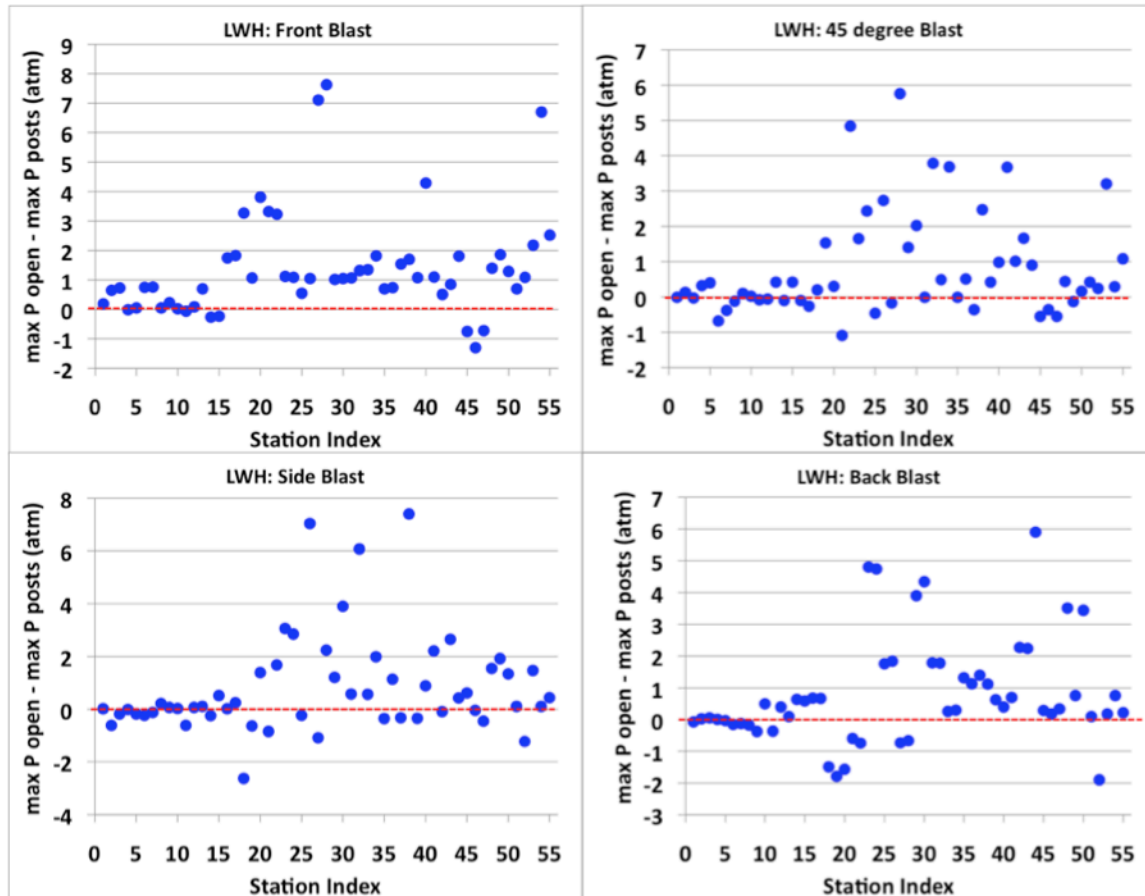 LWH: Front Blast
max P open - max P posts (atm)
9
8
7
6
5
4
3
2
1
0
-1
-2
0 5 10 15 20 25 30 35 40 45 50 55
Station Index
LWH: 45 degree Blast
max P open - max P posts (atm)
7
6
5
4
3
2
1
0
-1
-2
0 5 10 15 20 25 30 35 40 45 50 55
Station Index
LWH: Side Blast
max P open - max P posts (atm)
8
6
4
2
0
-2
-4
0 5 10 15 20 25 30 35 40 45 50 55
Station Index
LWH: Back Blast
max P open - max P posts (atm)
7
6
5
4
3
2
1
0
-1
-2
-3
0 5 10 15 20 25 30 35 40 45 50 55
Station Index